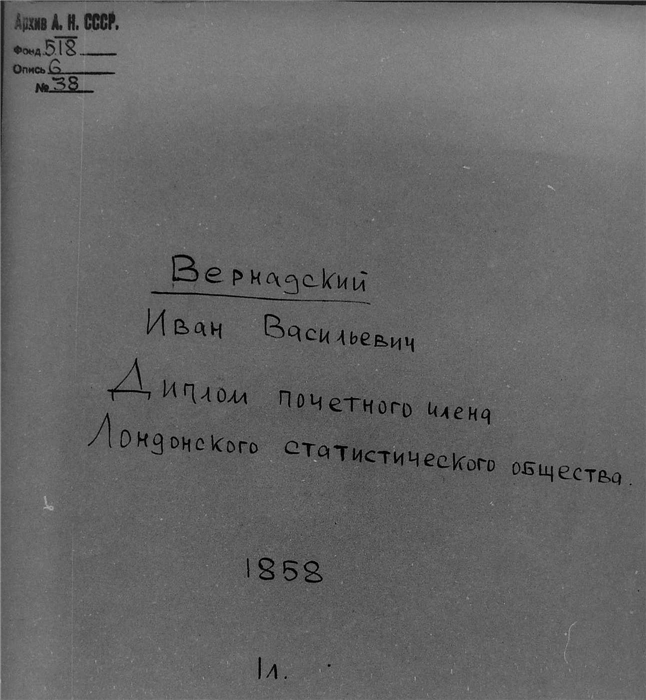 Архив А. Н. СССР.
Фонд 518
Опись 6
№ 38
Вернадский
Иван Васильевич
Диплом почетного члена
Лондонского статистического общества.
1858
1л.